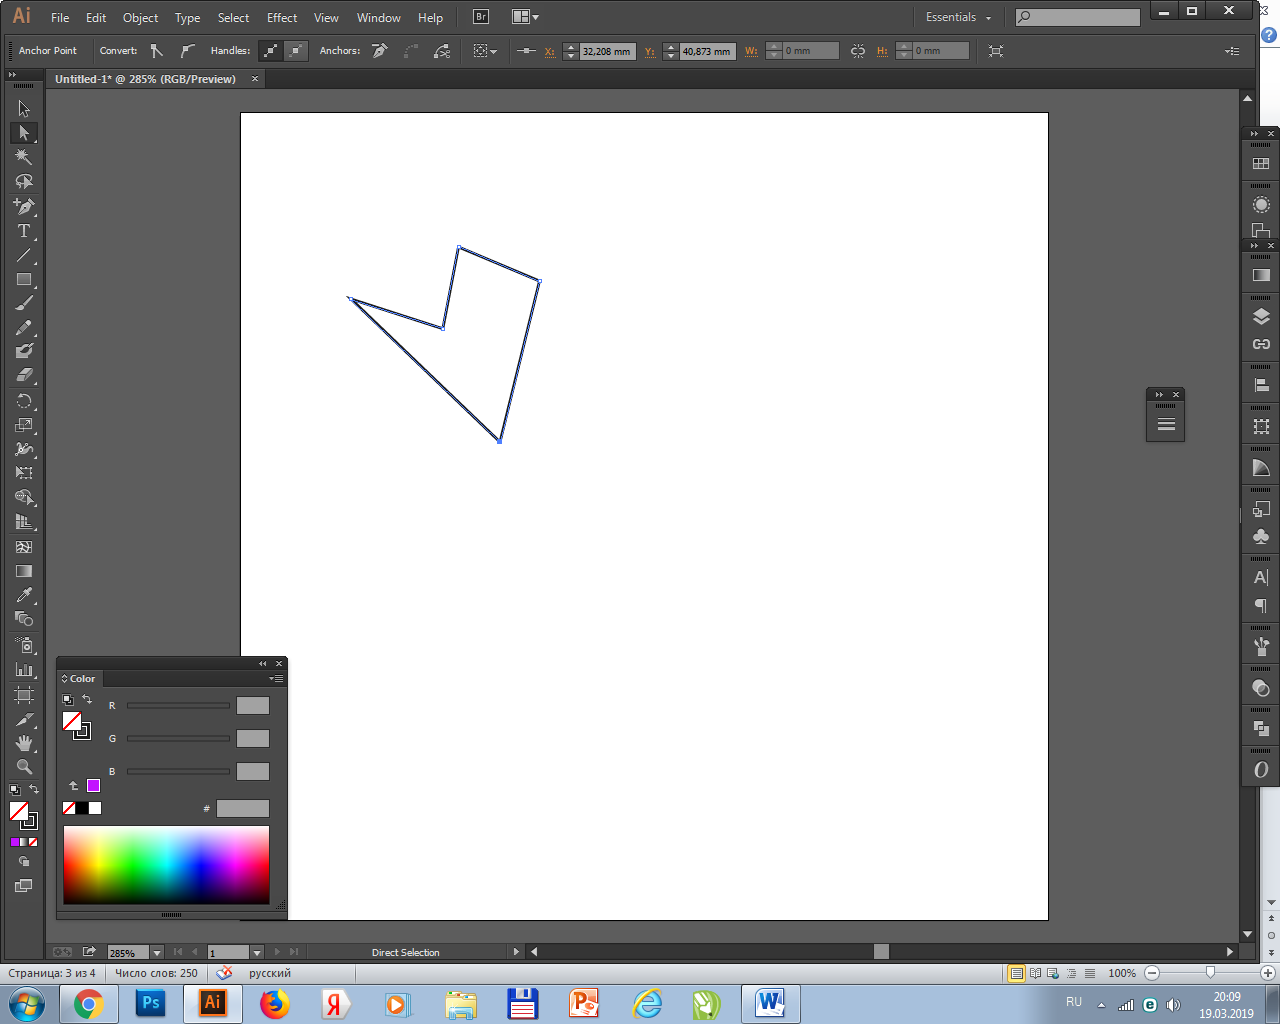 Ai File Edit Object Type Select Effect View Window Help Br Essentials
Anchor Point Convert: Handles: Anchors: X: 32,208 mm Y: 40,873 mm W: 0 mm H: 0 mm
Untitled-1* @ 285% (RGB/Preview)
Color
R
G
B
#
285% 1 Direct Selection
Страница: 3 из 4 Число слов: 250 русский 100%
Ps Ai Я P W RU 20:09
19.03.2019